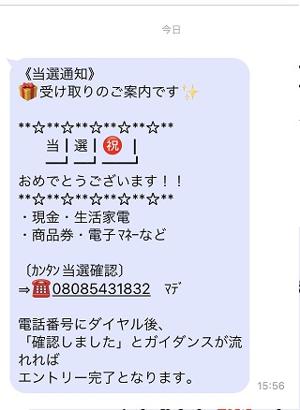 今日
《当選通知》
🎁受け取りのご案内です✨
**☆**☆**☆**☆**☆**
当┃選┃㊗┃
━┛━┛━┛
おめでとうございます！！
**☆**☆**☆**☆**☆**
・現金・生活家電
・商品券・電子ﾏﾈｰなど
〔ｶﾝﾀﾝ当選確認〕
⇒☎08085431832　ﾏﾃﾞ
電話番号にダイヤル後、
「確認しました」とガイダンスが流
れれば
エントリー完了となります。
15:56